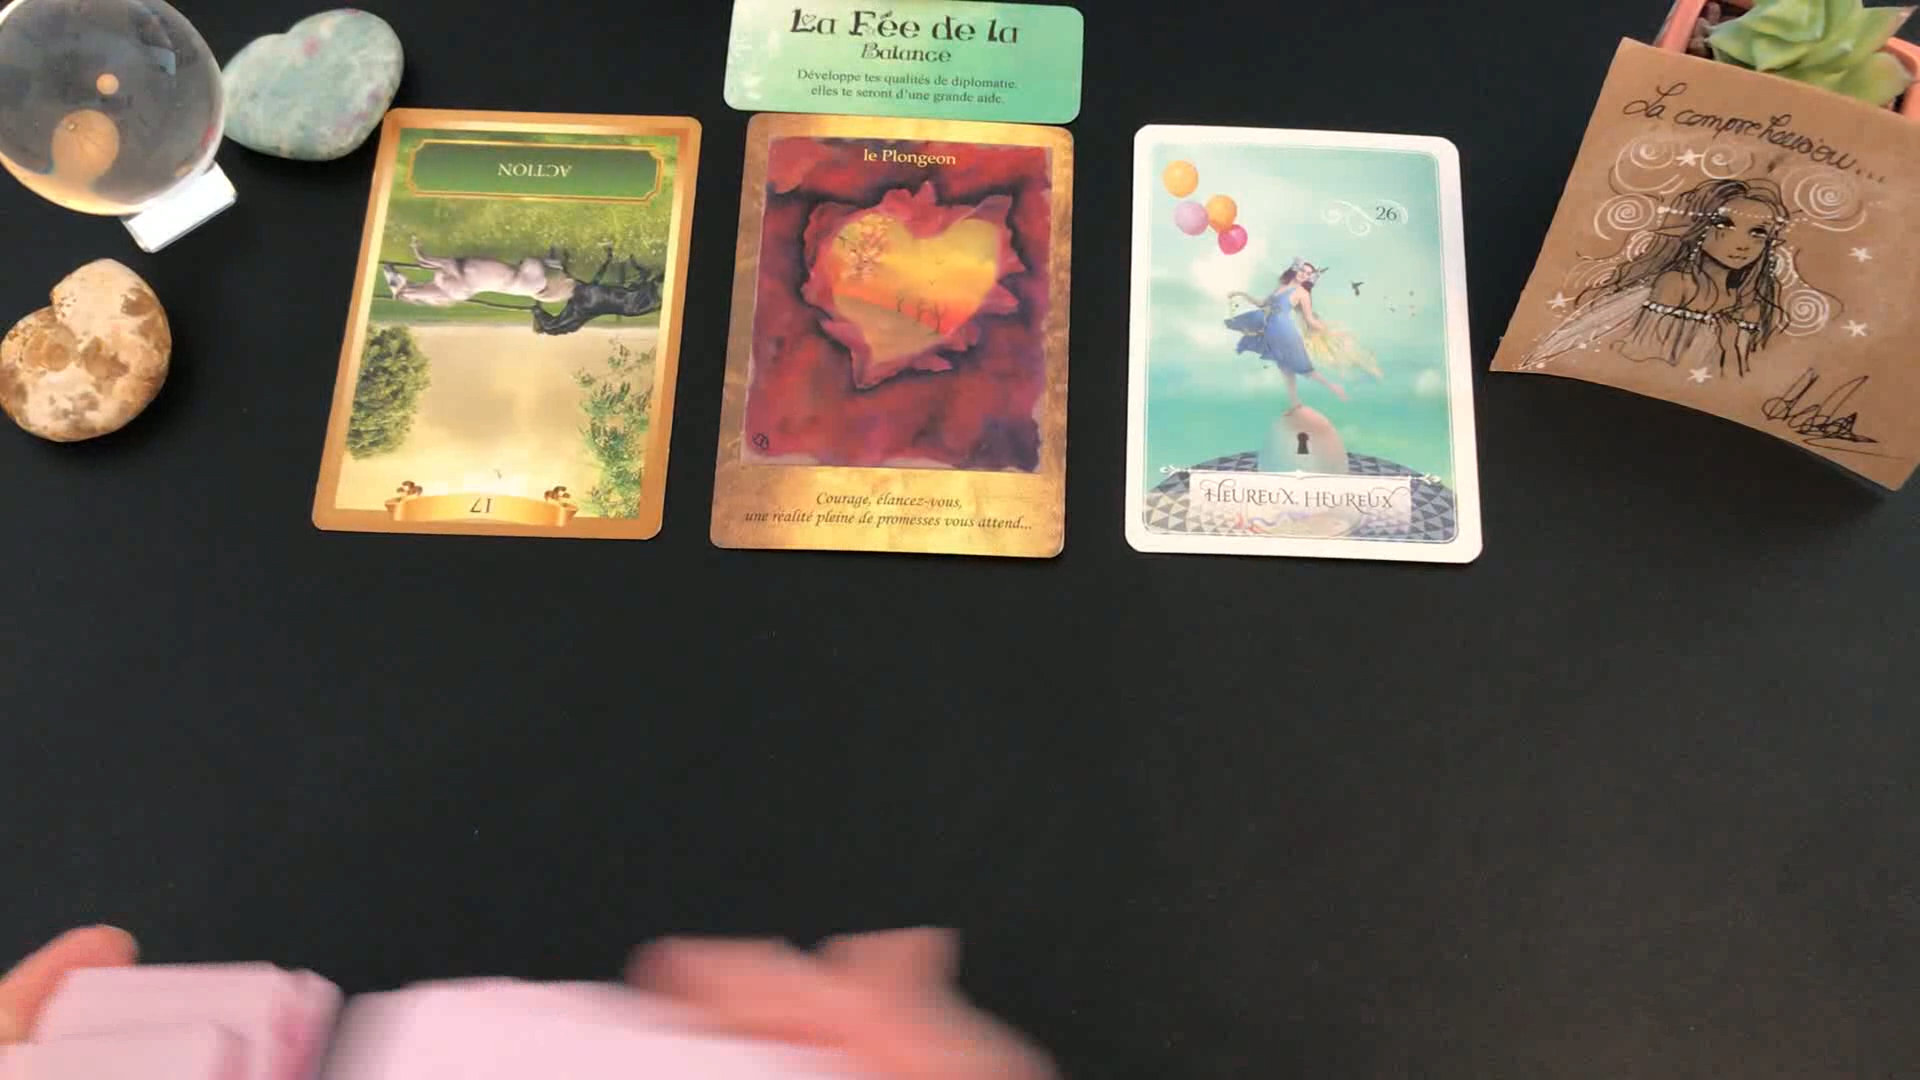 La Fée de la
Balance
Développe tes qualités de diplomatie,
elles te seront d'une grande aide.
ACTION
17
le Plongeon
Courage, élancez-vous,
une réalité pleine de promesses vous attend...
26
HEUREUX, HEUREUX
La compréhension...